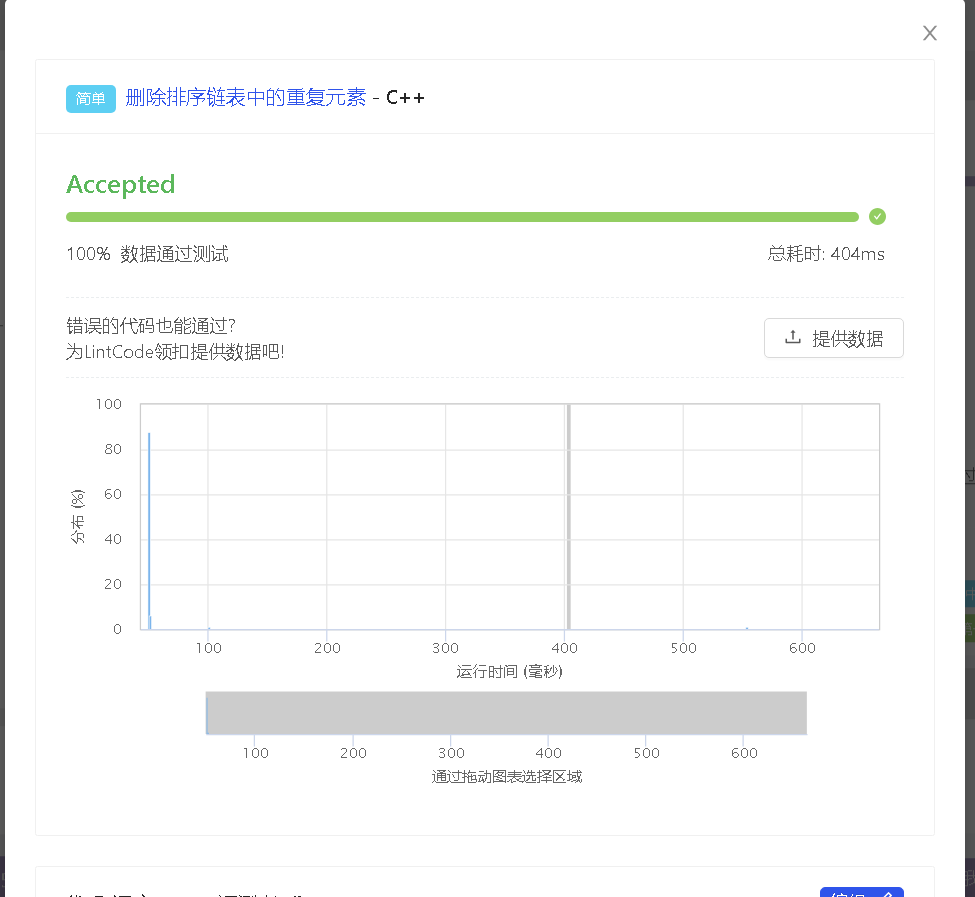 简单 删除排序链表中的重复元素 - C++
Accepted
100% 数据通过测试 总耗时: 404ms
错误的代码也能通过?
为LintCode领扣提供数据吧!
提供数据
100
80
60
40
20
0
分布 (%)
100 200 300 400 500 600
运行时间 (毫秒)
100 200 300 400 500 600
通过拖动图表选择区域